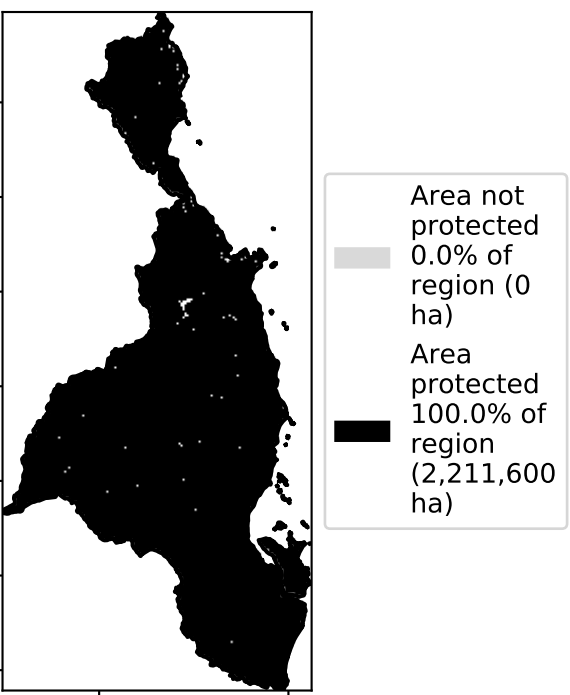 Area not
protected
0.0% of
region (0
ha)
Area
protected
100.0% of
region
(2,211,600
ha)